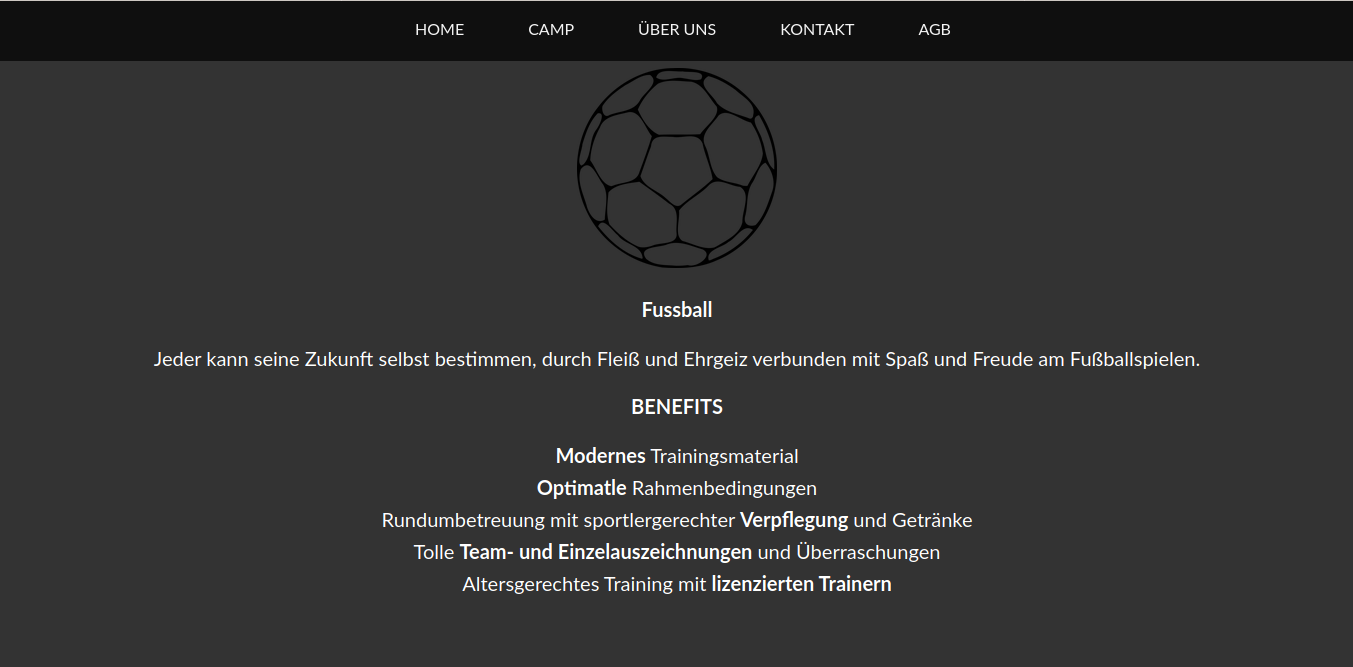 HOME CAMP ÜBER UNS KONTAKT AGB
Fussball
Jeder kann seine Zukunft selbst bestimmen, durch Fleiß und Ehrgeiz verbunden mit Spaß und Freude am Fußballspielen.
BENEFITS
Modernes Trainingsmaterial
Optimatle Rahmenbedingungen
Rundumbetreuung mit sportlergerechter Verpflegung und Getränke
Tolle Team- und Einzelauszeichnungen und Überraschungen
Altersgerechtes Training mit lizenzierten Trainern